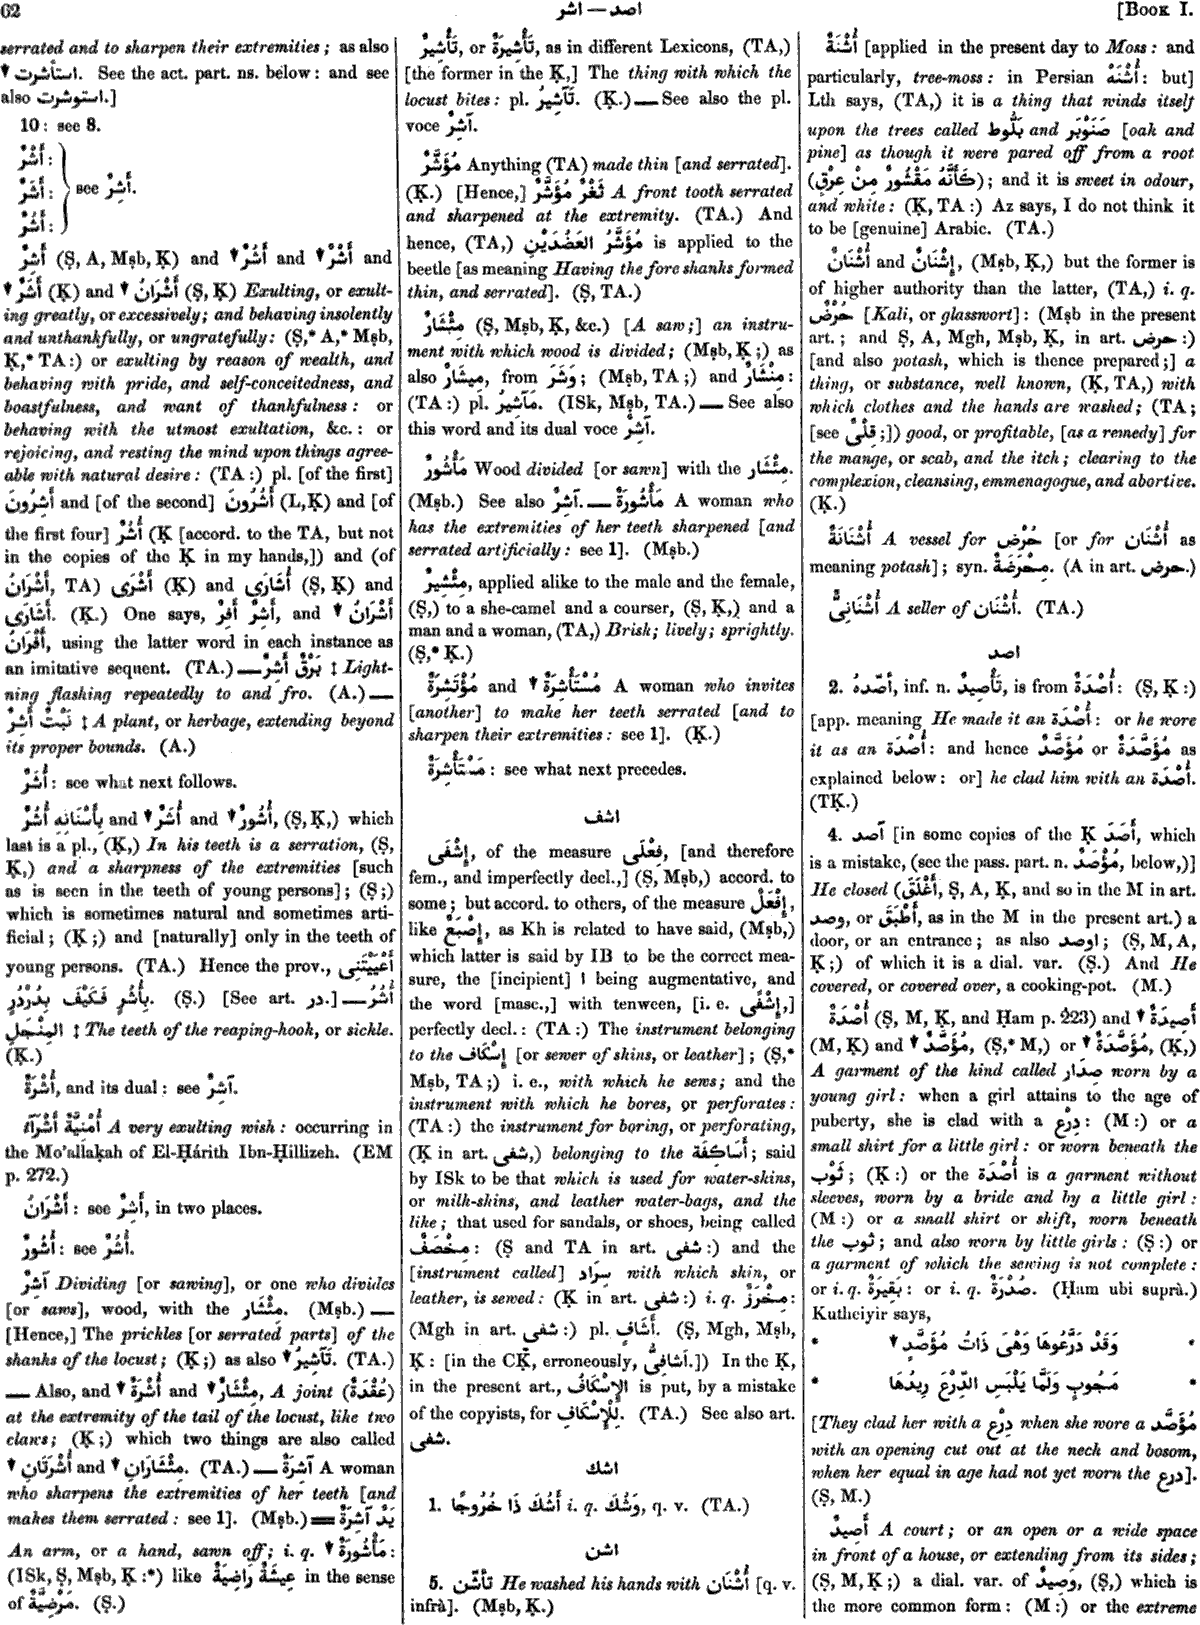 62
اصد — اشر
[BOOK I.
serrated and to sharpen their extremities; as also
↓ استأشرت. See the act. part. ns. below: and see
also استوشرت.]
10: see 8.
أَشْرٌ:
أَشَرٌ: see أَشِرٌ.
أَشُرٌ:
أَشِرٌ (Ṣ, A, Mṣb, Ḳ) and ↓ أَشُرٌ and ↓ أَشْرٌ and
↓ أَشَرٌ (Ḳ) and ↓ أَشْرَانُ (Ṣ, Ḳ) Exulting, or exult-
ing greatly, or excessively; and behaving insolently
and unthankfully, or ungratefully: (Ṣ,* A,* Mṣb,
Ḳ,* TA:) or exulting by reason of wealth, and
behaving with pride, and self-conceitedness, and
boastfulness, and want of thankfulness: or
behaving with the utmost exultation, &c.: or
rejoicing, and resting the mind upon things agree-
able with natural desire: (TA:) pl. [of the first]
أَشِرُونَ and [of the second] أَشُرُونَ (L, Ḳ) and [of
the first four] أُشُرٌ (Ḳ [accord. to the TA, but not
in the copies of the Ḳ in my hands,]) and (of
أَشْرَانُ, TA) أَشْرَى (Ḳ) and أُشَارَى (Ṣ, Ḳ) and
أَشَارَى. (Ḳ.) One says, أَشِرٌ أَفِرٌ, and ↓ أَشْرَانُ
أَفْرَانُ, using the latter word in each instance as
an imitative sequent. (TA.) — بَرْقٌ أَشِرٌ ‡ Light-
ning flashing repeatedly to and fro. (A.) —
نَبْتٌ أَشِرٌ ‡ A plant, or herbage, extending beyond
its proper bounds. (A.)
أُشَرٌ: see what next follows.
بِأَسْنَانِهِ أُشُرٌ and ↓ أُشَرٌ and ↓ أُشُورٌ, (Ṣ, Ḳ,) which
last is a pl., (Ḳ,) In his teeth is a serration, (Ṣ,
Ḳ,) and a sharpness of the extremities [such
as is seen in the teeth of young persons]; (Ṣ;)
which is sometimes natural and sometimes arti-
ficial; (Ḳ;) and [naturally] only in the teeth of
young persons. (TA.) Hence the prov., أَعْيَيْتَنِى
بِأُشُرٍ فَكَيْفَ بِدُرْدُرٍ. (Ṣ.) [See art. در.] — أُشُرُ
المِنْجَلِ ‡ The teeth of the reaping-hook, or sickle.
(Ḳ.)
أُشْرَةٌ, and its dual: see آشِرٌ.
أُمْنِيَّةٌ أَشْرَآءُ A very exulting wish: occurring in
the Mo'allaḳah of El-Ḥárith Ibn-Ḥillizeh. (EM
p. 272.)
أَشْرَانُ: see أَشِرٌ, in two places.
أُشُورٌ: see أُشُرٌ.
آشِرٌ Dividing [or sawing], or one who divides
[or saws], wood, with the مِئْشَار. (Mṣb.) —
[Hence,] The prickles [or serrated parts] of the
shanks of the locust; (Ḳ;) as also ↓ تَأْشِيرٌ. (TA.)
— Also, and ↓ أُشْرَةٌ and ↓ مِئْشَارٌ, A joint (عُقْدَةٌ)
at the extremity of the tail of the locust, like two
claws; (Ḳ;) which two things are also called
↓ أُشْرَتَانِ and ↓ مِئْشَارَانِ. (TA.) — آشِرَةٌ A woman
who sharpens the extremities of her teeth [and
makes them serrated: see 1]. (Mṣb.) ═ يَدٌ آشِرَةٌ
An arm, or a hand, sawn off; i. q. ↓ مَأْشُورَةٌ:
(ISk, Ṣ, Mṣb, Ḳ:*) like عِيشَةٌ رَاضِيَةٌ in the sense
of مَرْضِيَّةٌ. (Ṣ.)
تَأْشِيرٌ, or تَأْشِيرَةٌ, as in different Lexicons, (TA,)
[the former in the Ḳ,] The thing with which the
locust bites: pl. تَآشِيرُ. (Ḳ.) — See also the pl.
voce آشِرٌ.
مُؤَشَّرٌ Anything (TA) made thin [and serrated].
(Ḳ.) [Hence,] ثَغْرٌ مُؤَشَّرٌ A front tooth serrated
and sharpened at the extremity. (TA.) And
hence, (TA,) مُؤَشَّرُ العَضُدَيْنِ is applied to the
beetle [as meaning Having the fore shanks formed
thin, and serrated]. (Ṣ, TA.)
مِئْشَارٌ (Ṣ, Mṣb, Ḳ, &c.) [A saw;] an instru-
ment with which wood is divided; (Mṣb, Ḳ;) as
also مِيشَارٌ, from وَشَرَ; (Mṣb, TA;) and مِنْشَارٌ:
(TA:) pl. مَآشِيرُ. (ISk, Mṣb, TA.) — See also
this word and its dual voce آشِرٌ.
مَأْشُورٌ Wood divided [or sawn] with the مِئْشَار.
(Mṣb.) See also آشِرٌ. — مَأْشُورَةٌ A woman who
has the extremities of her teeth sharpened [and
serrated artificially: see 1]. (Mṣb.)
مِئْشِيرٌ, applied alike to the male and the female,
(Ṣ,) to a she-camel and a courser, (Ṣ, Ḳ,) and a
man and a woman, (TA,) Brisk; lively; sprightly.
(Ṣ,* Ḳ.)
مُؤْتَشِرَةٌ and ↓ مُسْتَأْشِرَةٌ A woman who invites
[another] to make her teeth serrated [and to
sharpen their extremities: see 1]. (Ḳ.)
مُسْتَأْشِرَةٌ: see what next precedes.
اشف
إِشْفَى, of the measure فِعْلَى, [and therefore
fem., and imperfectly decl.,] (Ṣ, Mṣb,) accord. to
some; but accord. to others, of the measure إِفْعَلٌ,
like إِصْبَعٌ, as Kh is related to have said, (Mṣb,)
which latter is said by IB to be the correct mea-
sure, the [incipient] ا being augmentative, and
the word [masc.,] with tenween, [i. e. إِشْفًى,]
perfectly decl.: (TA:) The instrument belonging
to the إِسْكَاف [or sewer of skins, or leather]; (Ṣ,*
Mṣb, TA;) i. e., with which he sews; and the
instrument with which he bores, or perforates:
(TA:) the instrument for boring, or perforating,
(Ḳ in art. شفى,) belonging to the أَسَاكِفَة; said
by ISk to be that which is used for water-skins,
or milk-skins, and leather water-bags, and the
like; that used for sandals, or shoes, being called
مِخْصَفٌ: (Ṣ and TA in art. شفى:) and the
[instrument called] سِرَاد with which skin, or
leather, is sewed: (Ḳ in art. شفى:) i. q. مِخْرَزٌ:
(Mgh in art. شفى:) pl. أَشَافٍ. (Ṣ, Mgh, Mṣb,
Ḳ: [in the CḲ, erroneously, اَشافِىُّ.]) In the Ḳ,
in the present art., الإِسْكَافُ is put, by a mistake
of the copyists, for لِلْإِسْكَافِ. (TA.) See also art.
شفى.
اشك
1. أَشُكَ ذَا خُرُوجًا i. q. وَشُكَ, q. v. (TA.)
اشن
5. تأشّن He washed his hands with أُشْنَان [q. v.
infrà]. (Mṣb, Ḳ.)
أُشْنَةٌ [applied in the present day to Moss: and
particularly, tree-moss: in Persian أُشْنَهْ: but]
Lth says, (TA,) it is a thing that winds itself
upon the trees called بَلُّوط and صَنَوْبَر [oak and
pine] as though it were pared off from a root
(كَأَنَّهُ مَقْشُورٌ مِنْ عِرْقٍ); and it is sweet in odour,
and white: (Ḳ, TA:) Az says, I do not think it
to be [genuine] Arabic. (TA.)
أُشْنَانٌ and إِشْنَانٌ, (Mṣb, Ḳ,) but the former is
of higher authority than the latter, (TA,) i. q.
حُرُضٌ [Kali, or glasswort]: (Mṣb in the present
art.; and Ṣ, A, Mgh, Mṣb, Ḳ, in art. حرض:)
[and also potash, which is thence prepared;] a
thing, or substance, well known, (Ḳ, TA,) with
which clothes and the hands are washed; (TA;
[see قِلْىٌ;]) good, or profitable, [as a remedy] for
the mange, or scab, and the itch; clearing to the
complexion, cleansing, emmenagogue, and abortive.
(Ḳ.)
أُشْنَانَةٌ A vessel for حُرْض [or for أُشْنَان as
meaning potash]; syn. مِحْرَضَةٌ. (A in art. حرض.)
أُشْنَانِىٌّ A seller of أُشْنَان. (TA.)
اصد
2. أصّدهُ, inf. n. تَأْصِيدٌ, is from أُصْدَةٌ: (Ṣ, Ḳ:)
[app. meaning He made it an أُصْدَة: or he wore
it as an أُصْدَة: and hence مُؤَصَّدٌ or مُؤَصَّدَةٌ as
explained below: or] he clad him with an أُصْدَة.
(TḲ.)
4. آصد [in some copies of the Ḳ أَصَدَ, which
is a mistake, (see the pass. part. n. مُؤْصَدٌ, below,)]
He closed (أَغْلَقَ, Ṣ, A, Ḳ, and so in the M in art.
وصد, or أَطْبَقَ, as in the M in the present art.) a
door, or an entrance; as also اوصد; (Ṣ, M, A,
Ḳ;) of which it is a dial. var. (Ṣ.) And He
covered, or covered over, a cooking-pot. (M.)
أُصْدَةٌ (Ṣ, M, Ḳ, and Ḥam p. 223) and ↓ أَصِيدَةٌ
(M, Ḳ) and ↓ مُؤَصَّدٌ, (Ṣ,* M,) or ↓ مُؤَصَّدَةٌ, (Ḳ,)
A garment of the kind called صِدَار worn by a
young girl: when a girl attains to the age of
puberty, she is clad with a دِرْع: (M:) or a
small shirt for a little girl: or worn beneath the
ثَوْب; (Ḳ:) or the أُصْدَة is a garment without
sleeves, worn by a bride and by a little girl:
(M:) or a small shirt or shift, worn beneath
the ثوب; and also worn by little girls: (Ṣ:) or
a garment of which the sewing is not complete:
or i. q. بَقِيرَةٌ: or i. q. صُدْرَةٌ. (Ḥam ubi suprà.)
Kutheiyir says,
* وَقَدْ دَرَّعُوهَا وَهْىَ ذَاتُ مُؤَصَّدٍ ↓ *
* مَجُوبٍ وَلَمَّا يَلْبَسِ الدِّرْعَ رِيدُهَا *
[They clad her with a دِرْع when she wore a مُؤَصَّد
with an opening cut out at the neck and bosom,
when her equal in age had not yet worn the درع].
(Ṣ, M.)
أَصِيدٌ A court; or an open or a wide space
in front of a house, or extending from its sides;
(Ṣ, M, Ḳ;) a dial. var. of وَصِيدٌ, (Ṣ,) which is
the more common form: (M:) or the extreme